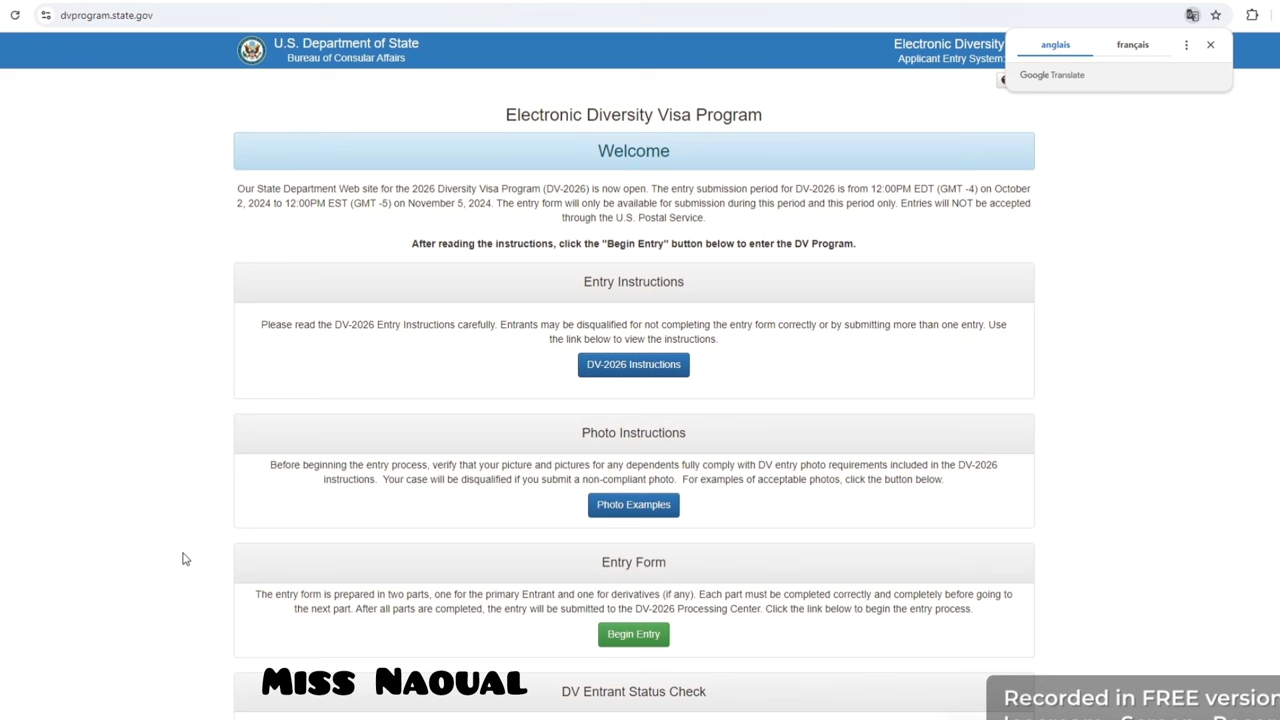 dvprogram.state.gov
U.S. Department of State
Bureau of Consular Affairs
Electronic Diversity
Applicant Entry System
anglais
français
Google Translate
Electronic Diversity Visa Program
Welcome
Our State Department Web site for the 2026 Diversity Visa Program (DV-2026) is now open. The entry submission period for DV-2026 is from 12:00PM EDT (GMT -4) on October
2, 2024 to 12:00PM EST (GMT -5) on November 5, 2024. The entry form will only be available for submission during this period and this period only. Entries will NOT be accepted
through the U.S. Postal Service.
After reading the instructions, click the "Begin Entry" button below to enter the DV Program.
Entry Instructions
Please read the DV-2026 Entry Instructions carefully. Entrants may be disqualified for not completing the entry form correctly or by submitting more than one entry. Use
the link below to view the instructions.
DV-2026 Instructions
Photo Instructions
Before beginning the entry process, verify that your picture and pictures for any dependents fully comply with DV entry photo requirements included in the DV-2026
instructions. Your case will be disqualified if you submit a non-compliant photo. For examples of acceptable photos, click the button below.
Photo Examples
Entry Form
The entry form is prepared in two parts, one for the primary Entrant and one for derivatives (if any). Each part must be completed correctly and completely before going to
the next part. After all parts are completed, the entry will be submitted to the DV-2026 Processing Center. Click the link below to begin the entry process.
Begin Entry
Miss Naoual
DV Entrant Status Check
Recorded in FREE version